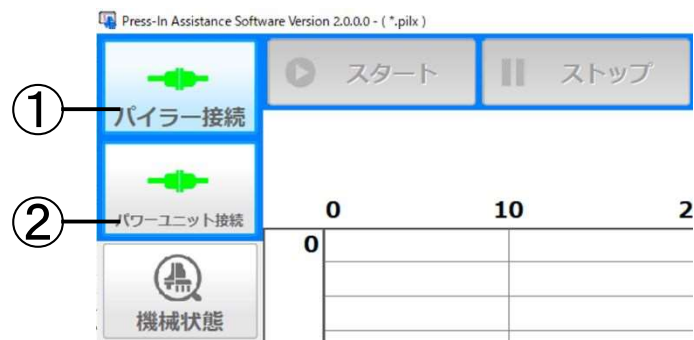 Press-In Assistance Software Version 2.0.0.0 - ( *.pilx )
① パイラー接続
スタート
ストップ
② パワーユニット接続
0 10 2
0
機械状態